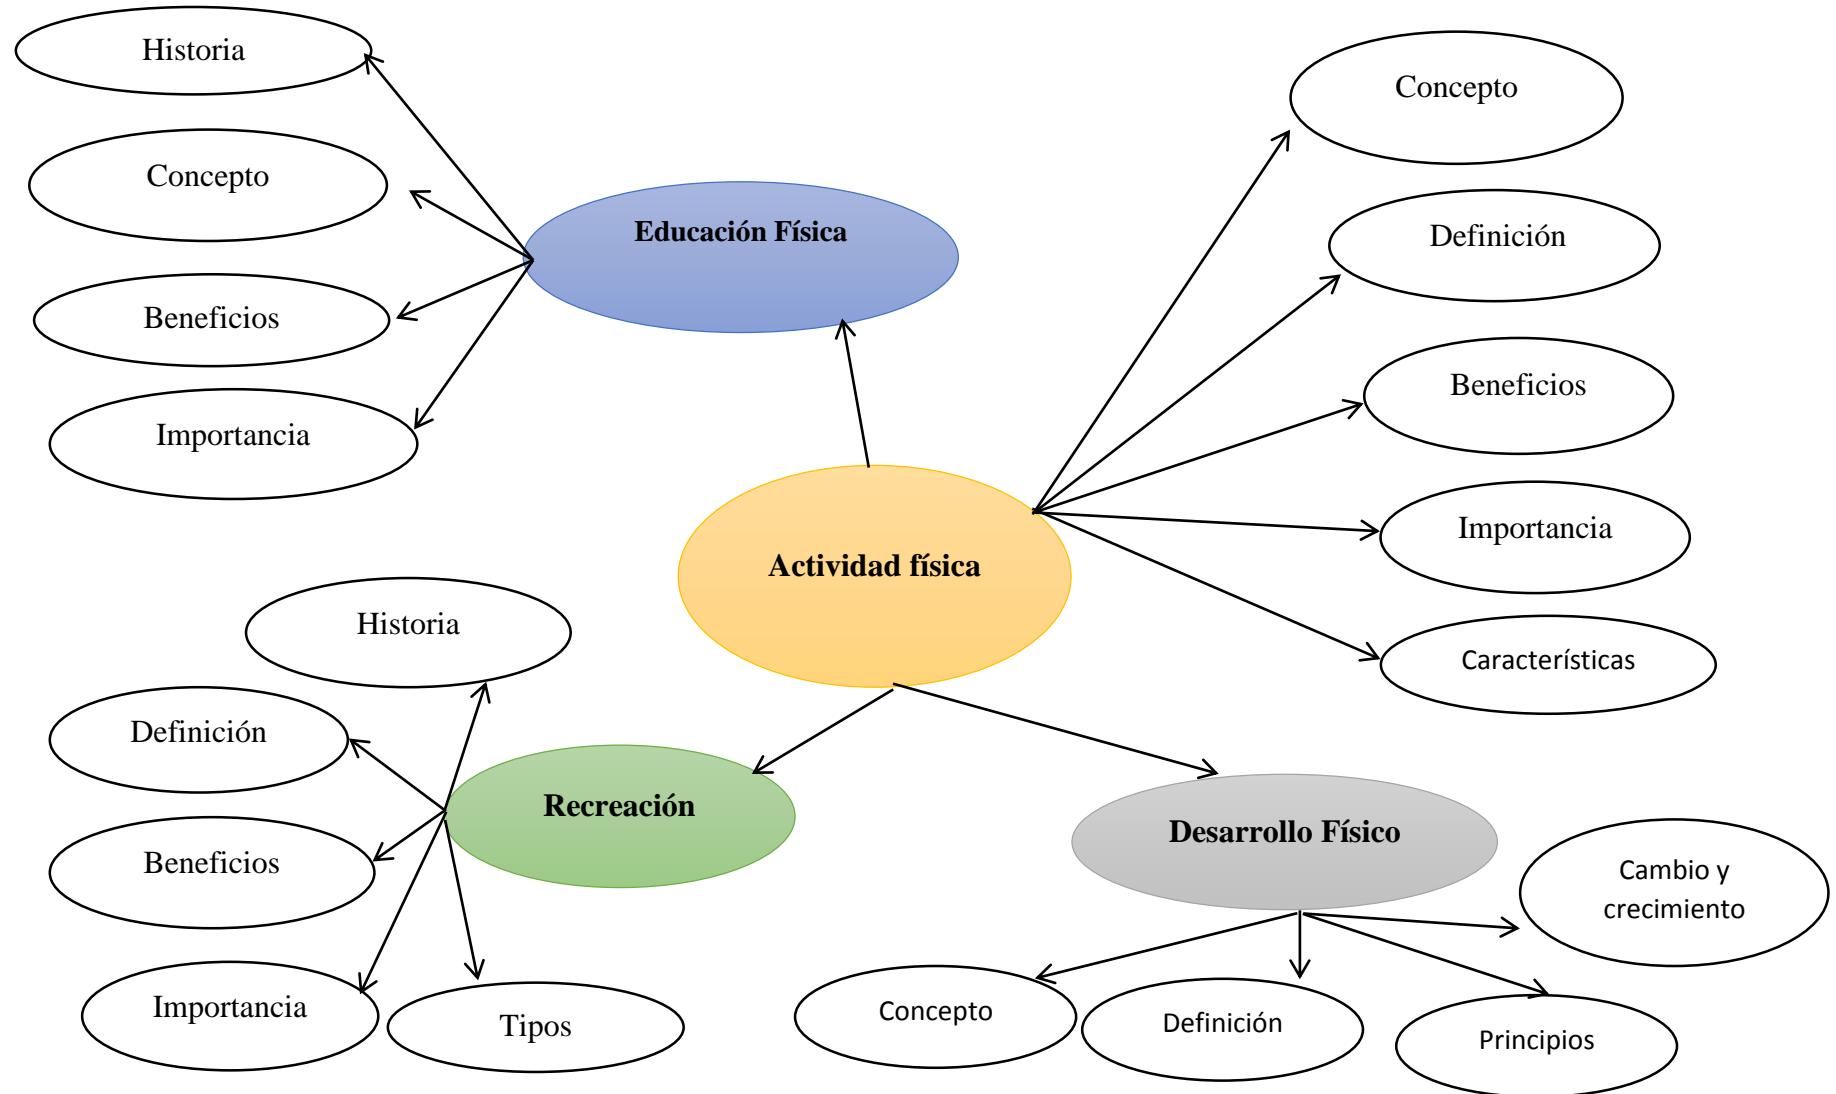 Historia
Concepto
Beneficios
Importancia
Educación Física
Concepto
Definición
Beneficios
Importancia
Características
Actividad física
Historia
Definición
Beneficios
Importancia
Tipos
Recreación
Desarrollo Físico
Cambio y
crecimiento
Concepto
Definición
Principios